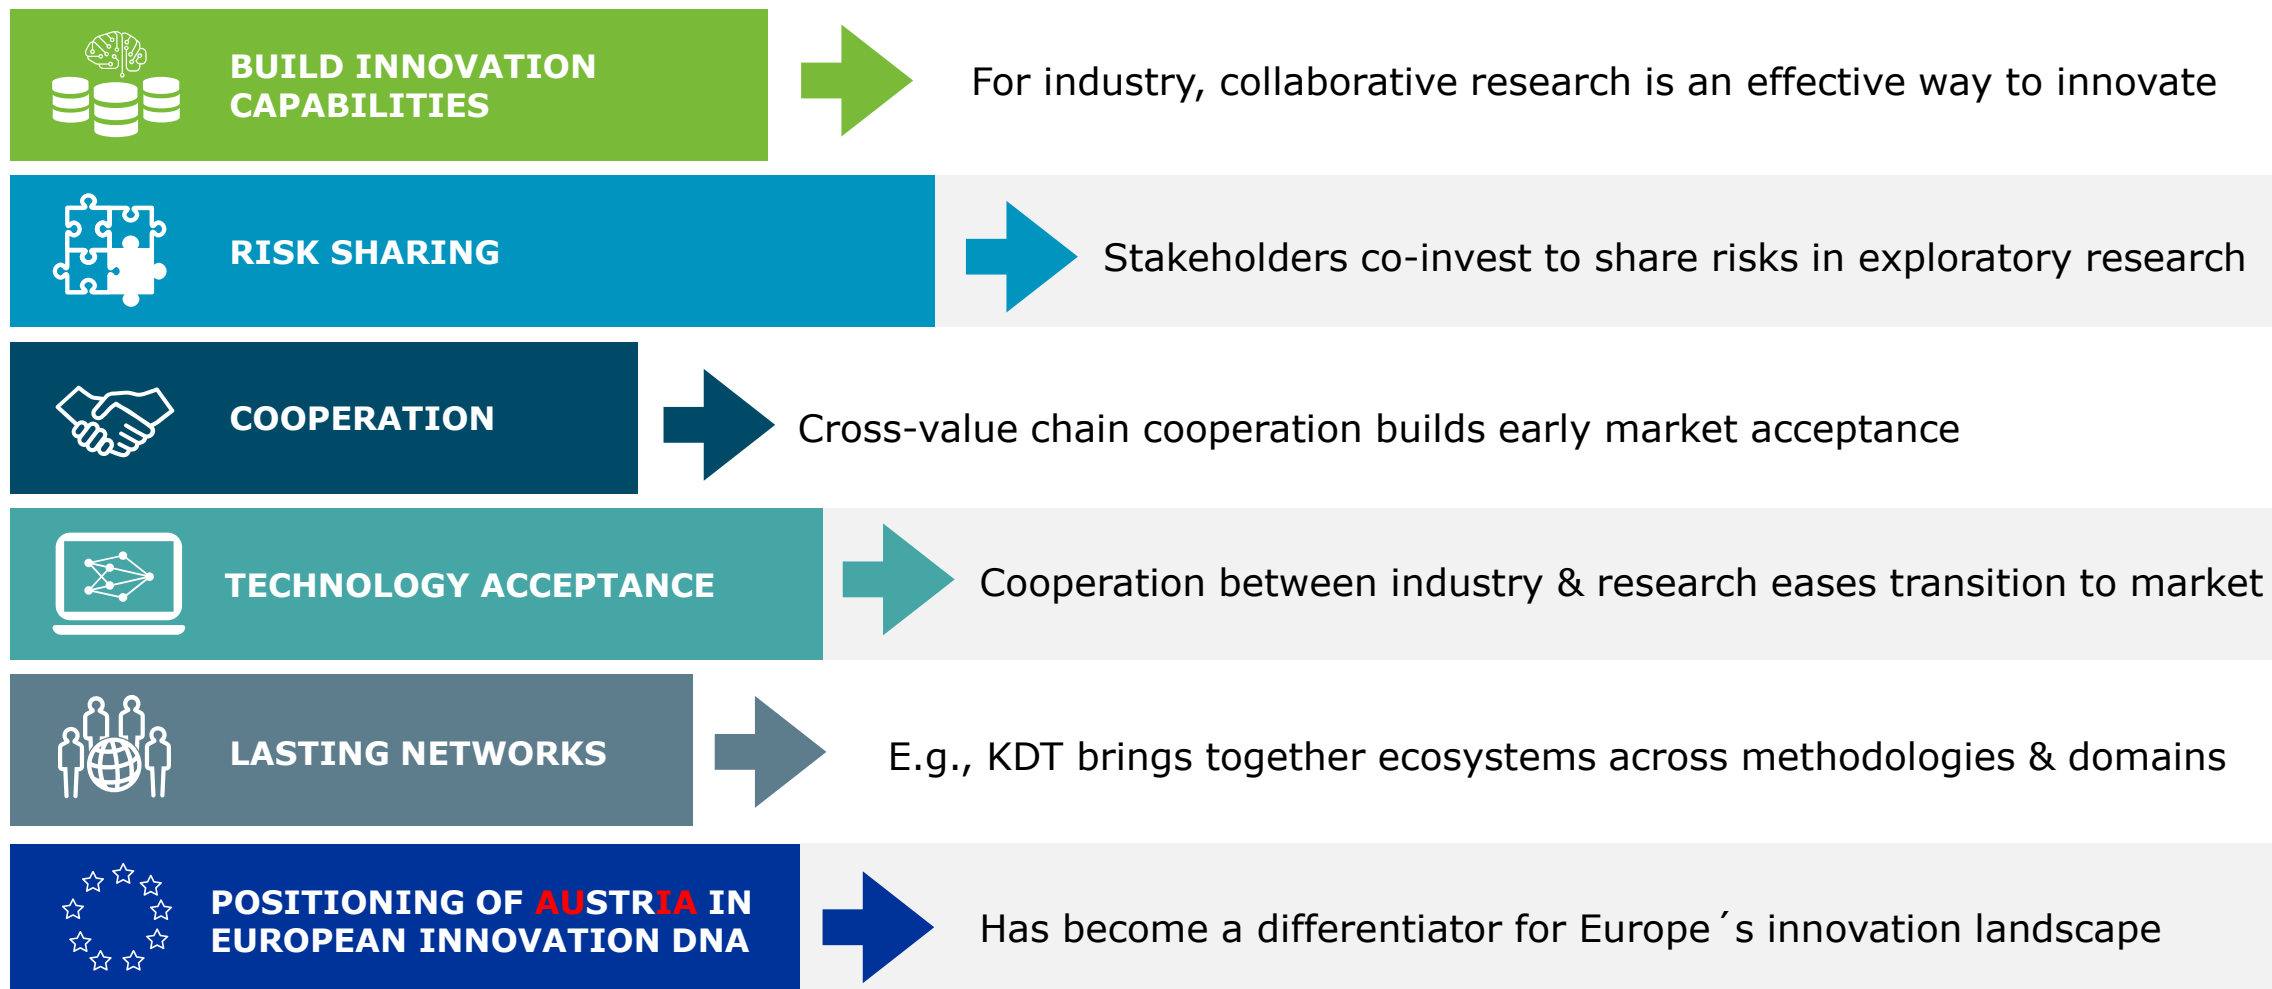 BUILD INNOVATION
CAPABILITIES
For industry, collaborative research is an effective way to innovate
RISK SHARING
Stakeholders co-invest to share risks in exploratory research
COOPERATION
Cross-value chain cooperation builds early market acceptance
TECHNOLOGY ACCEPTANCE
Cooperation between industry & research eases transition to market
LASTING NETWORKS
E.g., KDT brings together ecosystems across methodologies & domains
POSITIONING OF AUSTRIA IN
EUROPEAN INNOVATION DNA
Has become a differentiator for Europe´s innovation landscape